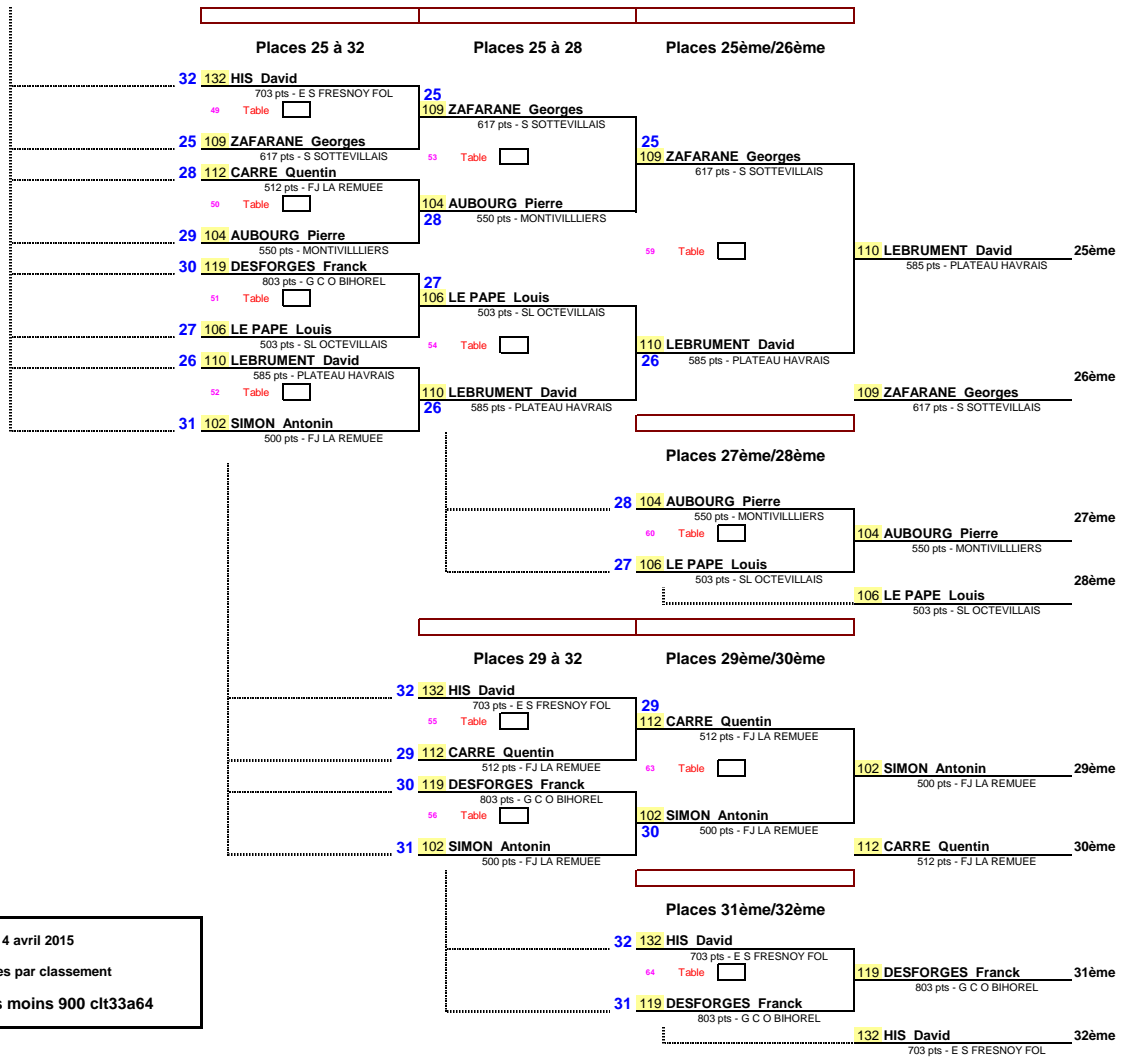 Places 25 à 32
Places 25 à 28
Places 25ème/26ème
32 132 HIS David
703 pts - E S FRESNOY FOL
49 Table
25 109 ZAFARANE Georges
617 pts - S SOTTEVILLAIS
28 112 CARRE Quentin
512 pts - FJ LA REMUEE
50 Table
29 104 AUBOURG Pierre
550 pts - MONTIVILLLIERS
30 119 DESFORGES Franck
803 pts - G C O BIHOREL
51 Table
27 106 LE PAPE Louis
503 pts - SL OCTEVILLAIS
26 110 LEBRUMENT David
585 pts - PLATEAU HAVRAIS
52 Table
31 102 SIMON Antonin
500 pts - FJ LA REMUEE
25
109 ZAFARANE Georges
617 pts - S SOTTEVILLAIS
53 Table
104 AUBOURG Pierre
28 550 pts - MONTIVILLLIERS
27
106 LE PAPE Louis
503 pts - SL OCTEVILLAIS
54 Table
110 LEBRUMENT David
26 585 pts - PLATEAU HAVRAIS
25
109 ZAFARANE Georges
617 pts - S SOTTEVILLAIS
59 Table
110 LEBRUMENT David
26 585 pts - PLATEAU HAVRAIS
110 LEBRUMENT David 25ème
585 pts - PLATEAU HAVRAIS
26ème
109 ZAFARANE Georges
617 pts - S SOTTEVILLAIS
Places 27ème/28ème
28 104 AUBOURG Pierre
550 pts - MONTIVILLLIERS
60 Table
27 106 LE PAPE Louis
503 pts - SL OCTEVILLAIS
27ème
104 AUBOURG Pierre
550 pts - MONTIVILLLIERS
28ème
106 LE PAPE Louis
503 pts - SL OCTEVILLAIS
Places 29 à 32
Places 29ème/30ème
32 132 HIS David
703 pts - E S FRESNOY FOL
55 Table
29 112 CARRE Quentin
512 pts - FJ LA REMUEE
30 119 DESFORGES Franck
803 pts - G C O BIHOREL
56 Table
31 102 SIMON Antonin
500 pts - FJ LA REMUEE
29
112 CARRE Quentin
512 pts - FJ LA REMUEE
63 Table
102 SIMON Antonin
30 500 pts - FJ LA REMUEE
102 SIMON Antonin 29ème
500 pts - FJ LA REMUEE
112 CARRE Quentin 30ème
512 pts - FJ LA REMUEE
Places 31ème/32ème
32 132 HIS David
703 pts - E S FRESNOY FOL
64 Table
31 119 DESFORGES Franck
803 pts - G C O BIHOREL
119 DESFORGES Franck 31ème
803 pts - G C O BIHOREL
132 HIS David 32ème
703 pts - E S FRESNOY FOL
4 avril 2015
es par classement
s moins 900 clt33a64